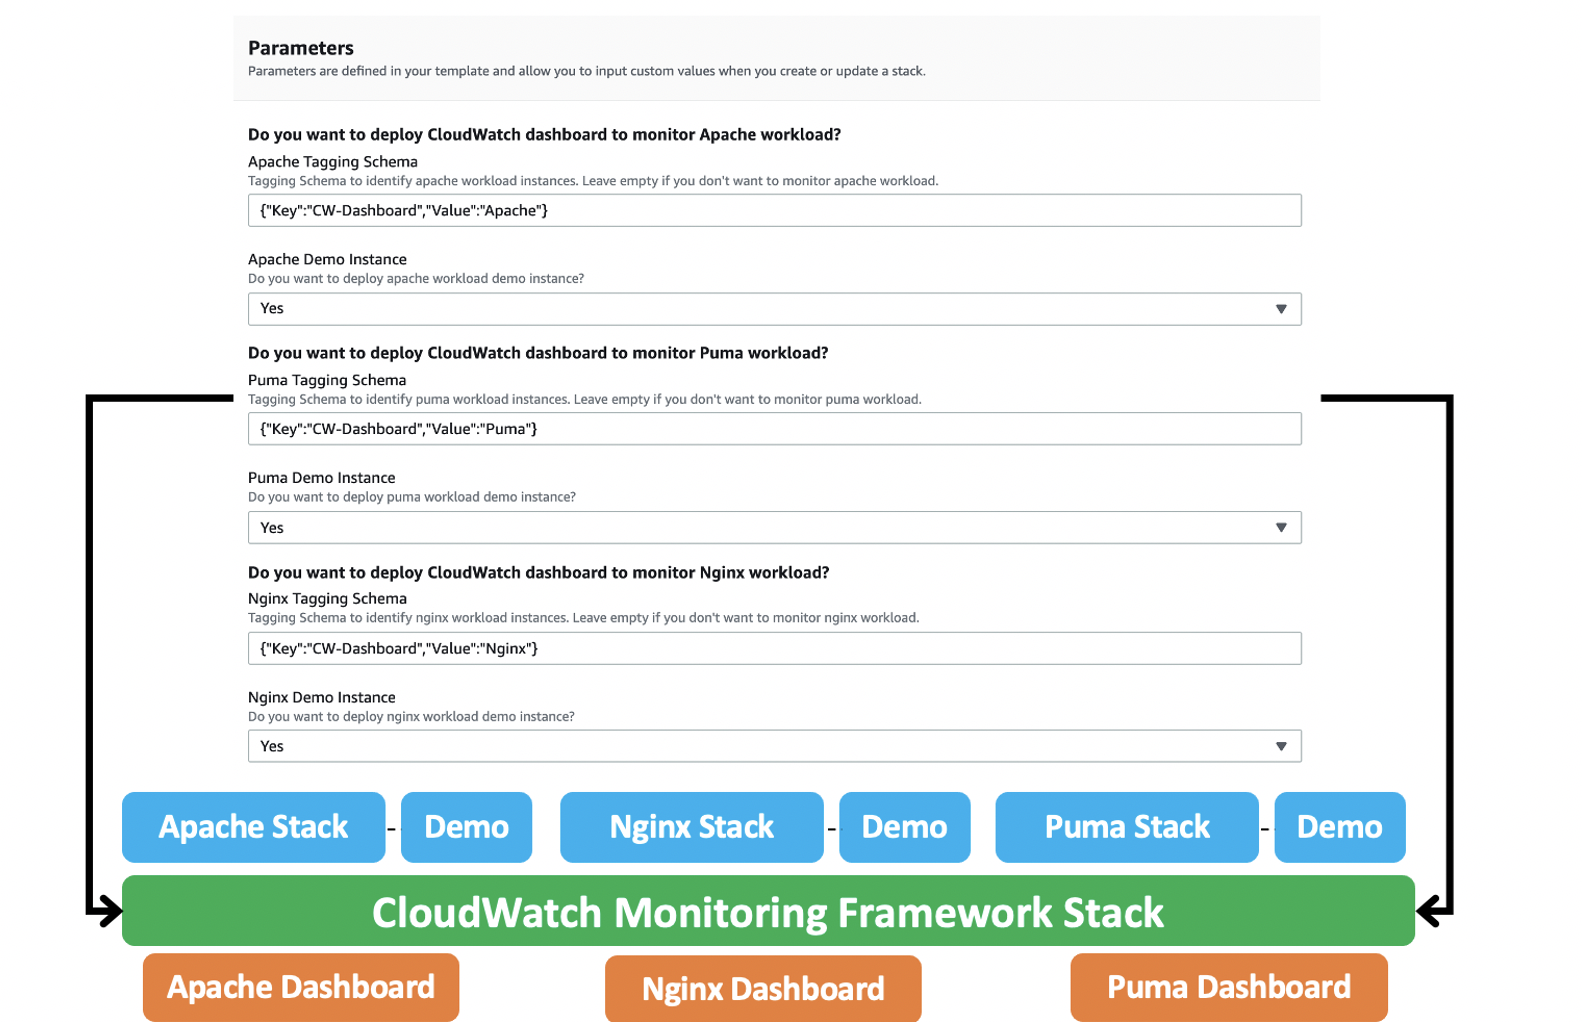 Parameters
Parameters are defined in your template and allow you to input custom values when you create or update a stack.
Do you want to deploy CloudWatch dashboard to monitor Apache workload?
Apache Tagging Schema
Tagging Schema to identify apache workload instances. Leave empty if you don't want to monitor apache workload.
{"Key":"CW-Dashboard","Value":"Apache"}
Apache Demo Instance
Do you want to deploy apache workload demo instance?
Yes
Do you want to deploy CloudWatch dashboard to monitor Puma workload?
Puma Tagging Schema
Tagging Schema to identify puma workload instances. Leave empty if you don't want to monitor puma workload.
{"Key":"CW-Dashboard","Value":"Puma"}
Puma Demo Instance
Do you want to deploy puma workload demo instance?
Yes
Do you want to deploy CloudWatch dashboard to monitor Nginx workload?
Nginx Tagging Schema
Tagging Schema to identify nginx workload instances. Leave empty if you don't want to monitor nginx workload.
{"Key":"CW-Dashboard","Value":"Nginx"}
Nginx Demo Instance
Do you want to deploy nginx workload demo instance?
Yes
Apache Stack - Demo Nginx Stack - Demo Puma Stack - Demo
CloudWatch Monitoring Framework Stack
Apache Dashboard Nginx Dashboard Puma Dashboard